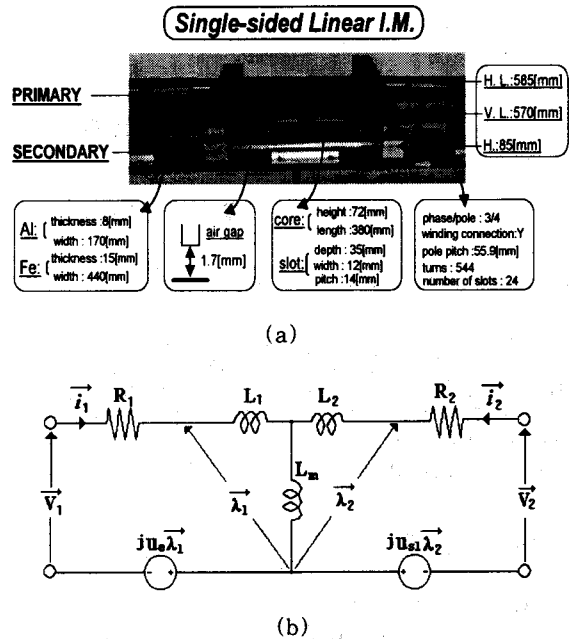 Single-sided Linear I.M.
PRIMARY
SECONDARY
H. L.:585[mm]
V. L.:570[mm]
H.:85[mm]
Al: thickness :8[mm]
width : 170[mm]
Fe: thickness :15[mm]
width : 440[mm]
air gap
1.7[mm]
core: height :72[mm]
length :380[mm]
slot: depth : 35[mm]
width : 12[mm]
pitch : 14[mm]
phase/pole : 3/4
winding connection:Y
pole pitch :55.9[mm]
turns : 544
number of slots : 24
(a)
i₁ R₁ L₁ L₂ R₂ i₂
Lm
V₁ λ₁ λ₂ V₂
juₑλ₁ juₛ₁λ₂
(b)